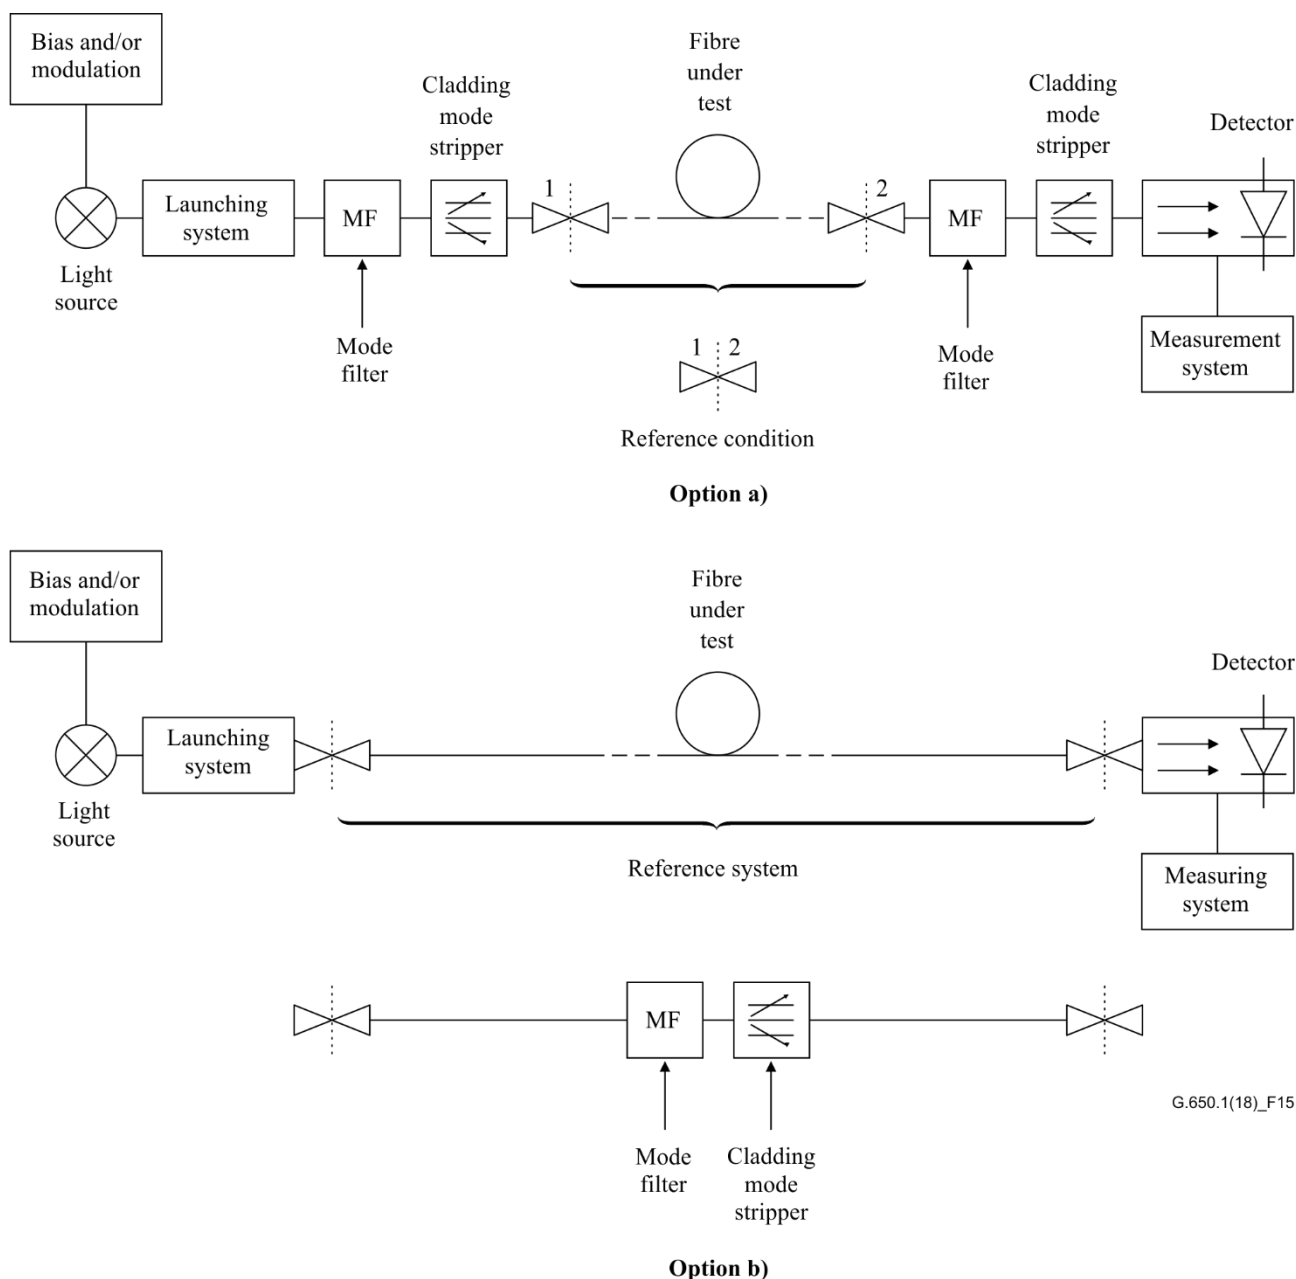 Bias and/or
modulation
Fibre
under
test
Cladding
mode
stripper
Cladding
mode
stripper
Detector
Launching
system
MF
1
2
MF
Light
source
Mode
filter
1 2
Mode
filter
Measurement
system
Reference condition
Option a)
Bias and/or
modulation
Fibre
under
test
Detector
Launching
system
Light
source
Reference system
Measuring
system
MF
G.650.1(18)_F15
Mode
filter
Cladding
mode
stripper
Option b)